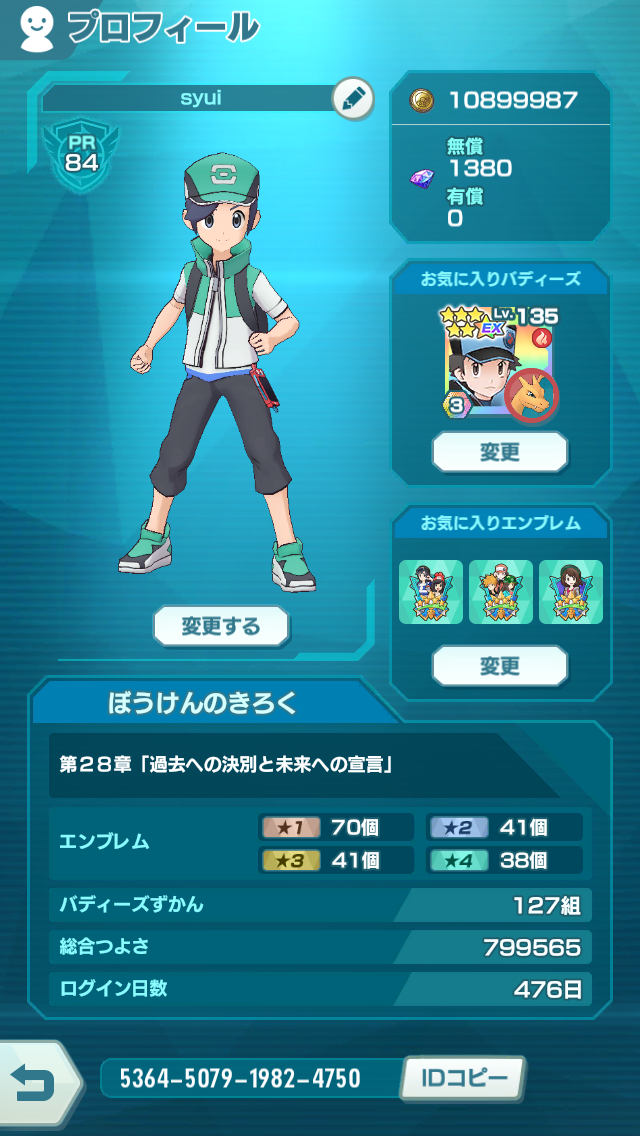 プロフィール
syui
PR
84
10899987
無償
1380
有償
0
お気に入りバディーズ
Lv.135
EX
3
変更
お気に入りエンブレム
変更
変更する
ぼうけんのきろく
第28章「過去への決別と未来への宣言」
エンブレム
★1 70個
★2 41個
★3 41個
★4 38個
バディーズずかん 127組
総合つよさ 799565
ログイン日数 476日
5364-5079-1982-4750
IDコピー